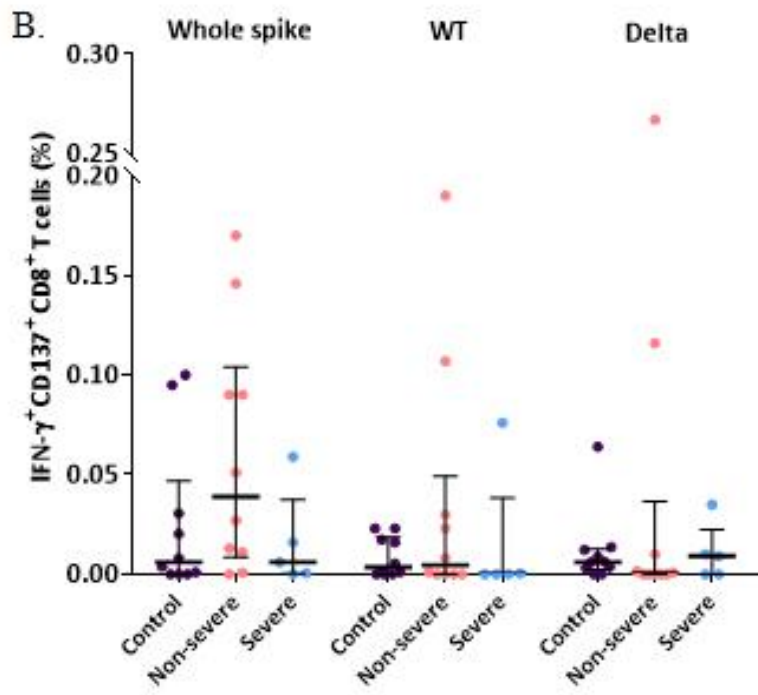 B.
Whole spike WT Delta
IFN-γ⁺CD137⁺CD8⁺ T cells (%)
0.30
0.25
0.20
0.15
0.10
0.05
0.00
Control Non-severe Severe Control Non-severe Severe Control Non-severe Severe